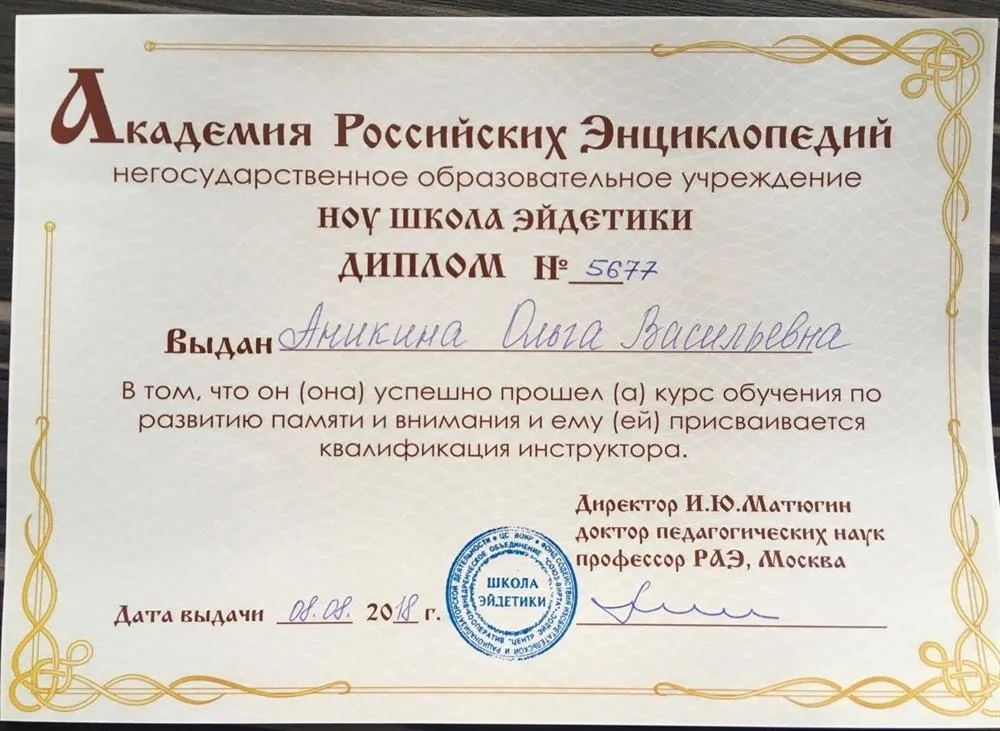 Академия Российских Энциклопедий
негосударственное образовательное учреждение
НОУ ШКОЛА ЭЙДЕТИКИ
ДИПЛОМ № 5677
Выдан Аникина Ольга Васильевна
В том, что он (она) успешно прошел (а) курс обучения по
развитию памяти и внимания и ему (ей) присваивается
квалификация инструктора.
Директор И.Ю.Матюгин
доктор педагогических наук
профессор РАЭ, Москва
ШКОЛА
ЭЙДЕТИКИ
Дата выдачи 08.08. 2018 г.